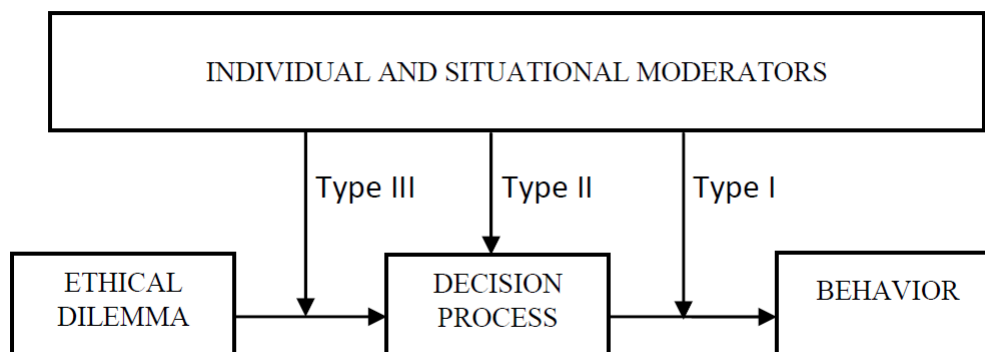 INDIVIDUAL AND SITUATIONAL MODERATORS
Type III
Type II
Type I
ETHICAL
DILEMMA
DECISION
PROCESS
BEHAVIOR